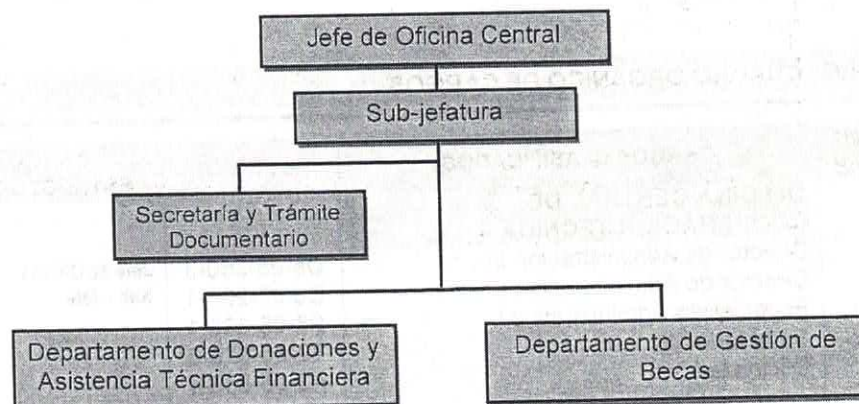 Jefe de Oficina Central
Sub-jefatura
Secretaría y Trámite
Documentario
Departamento de Donaciones y
Asistencia Técnica Financiera
Departamento de Gestión de
Becas